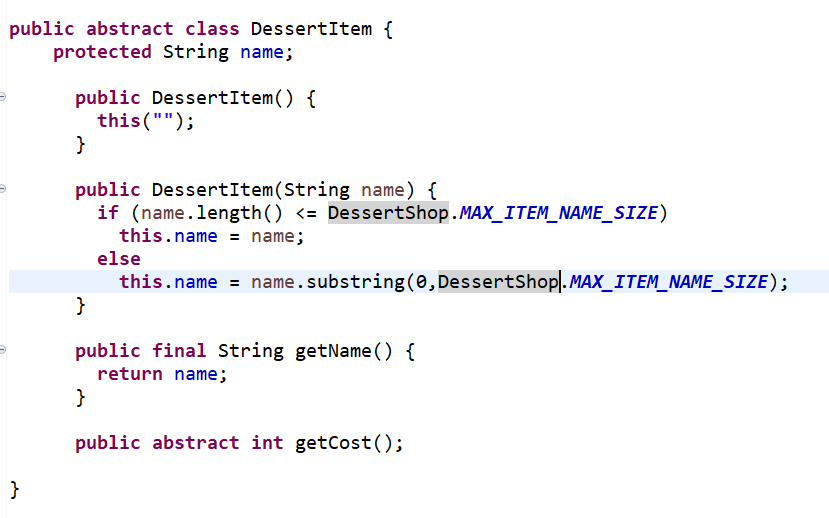 public abstract class DessertItem {
    protected String name;

      public DessertItem() {
        this("");
      }

      public DessertItem(String name) {
        if (name.length() <= DessertShop.MAX_ITEM_NAME_SIZE)
          this.name = name;
        else
          this.name = name.substring(0,DessertShop.MAX_ITEM_NAME_SIZE);
      }

      public final String getName() {
        return name;
      }

      public abstract int getCost();

}